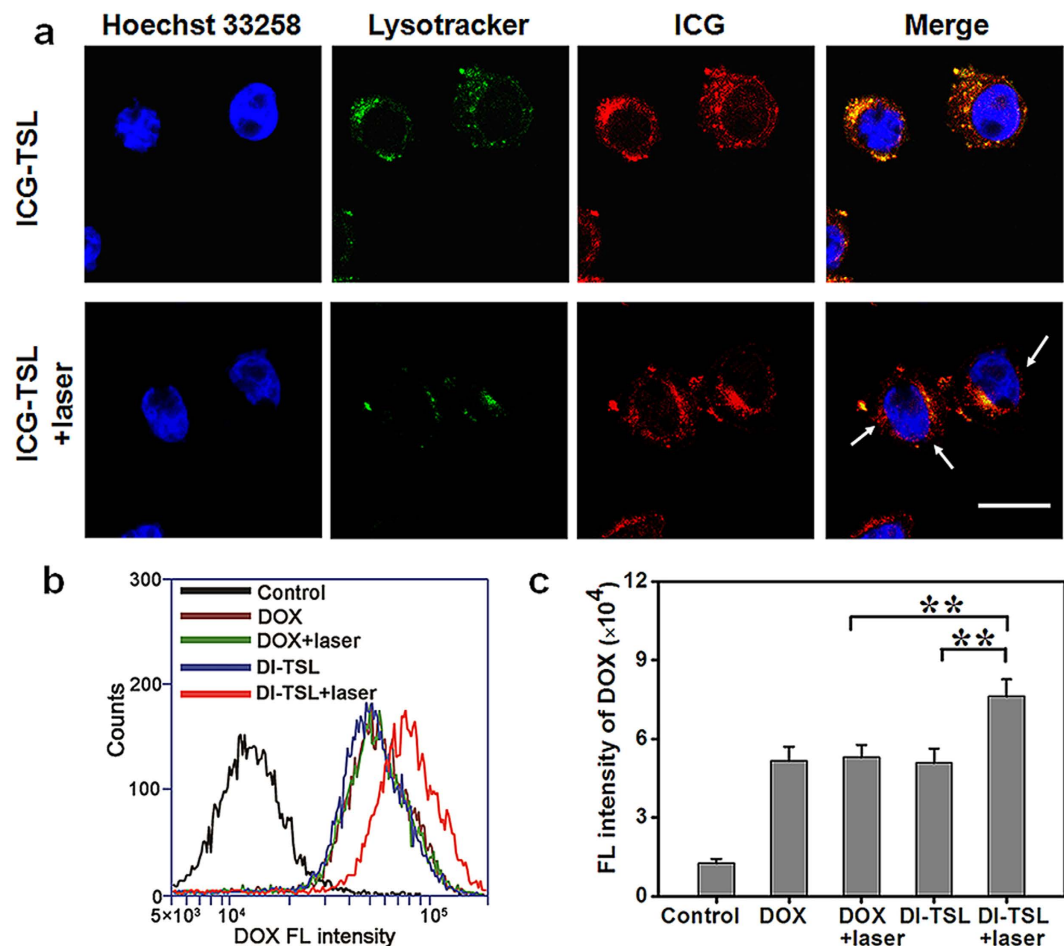 a
Hoechst 33258 Lysotracker ICG Merge
ICG-TSL
ICG-TSL
+laser
b
300
200
100
0
Counts
Control
DOX
DOX+laser
DI-TSL
DI-TSL+laser
5×10³ 10⁴ 10⁵
DOX FL intensity
c
12
9
6
3
0
FL intensity of DOX (×10⁴)
**
**
Control DOX DOX DI-TSL DI-TSL
+laser +laser